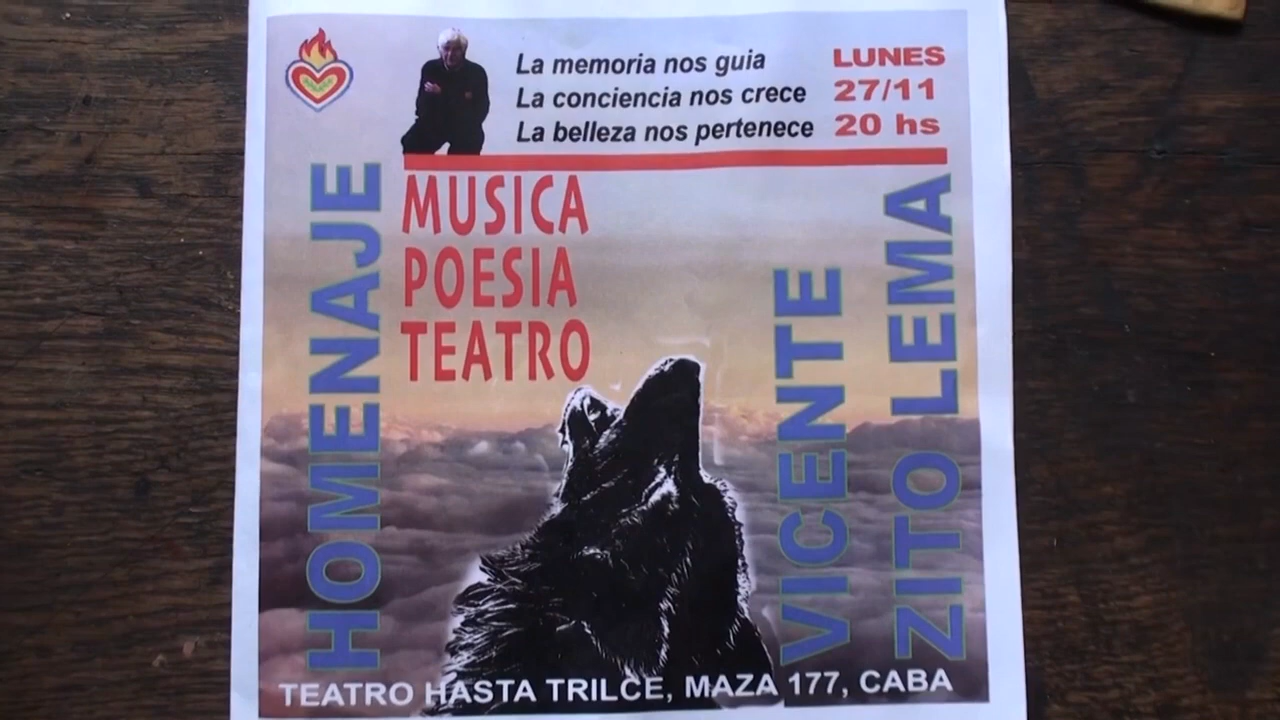 La memoria nos guia
La conciencia nos crece
La belleza nos pertenece
LUNES
27/11
20 hs
HOMENAJE
MUSICA
POESIA
TEATRO
VICENTE
ZITO LEMA
TEATRO HASTA TRILCE, MAZA 177, CABA